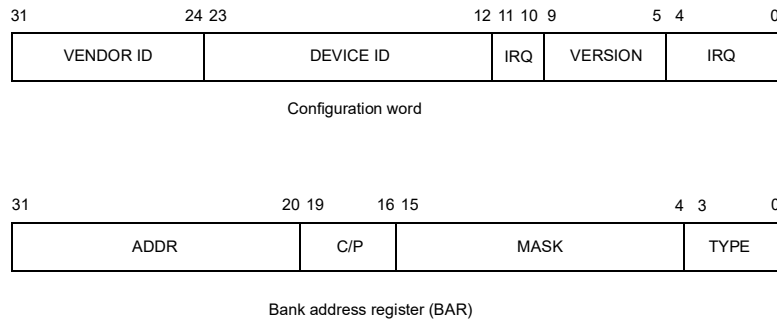 31 24 23 12 11 10 9 5 4 0
VENDOR ID DEVICE ID IRQ VERSION IRQ
Configuration word
31 20 19 16 15 4 3 0
ADDR C/P MASK TYPE
Bank address register (BAR)